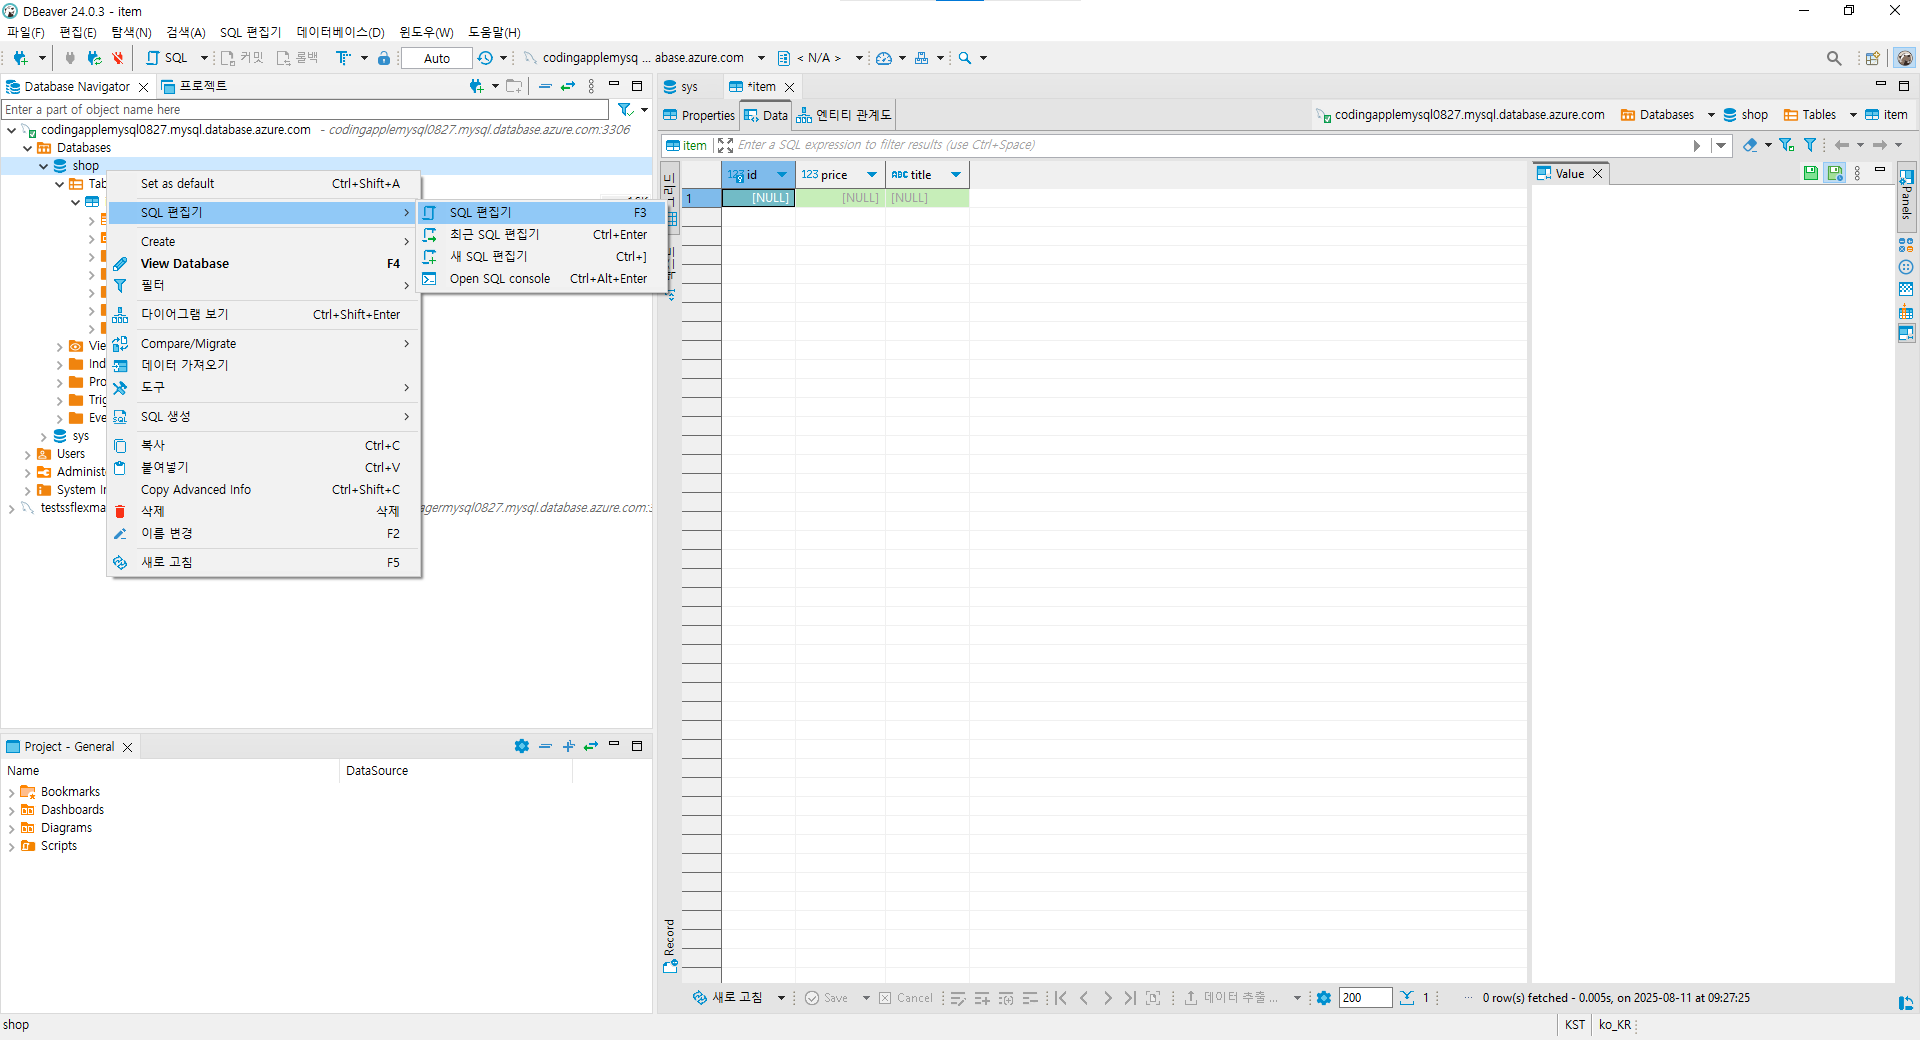 DBeaver 24.0.3 - item
파일(F) 편집(E) 탐색(N) 검색(A) SQL 편집기 데이터베이스(D) 윈도우(W) 도움말(H)
SQL 커밋 롤백 Auto codingapplemysq ... abase.azure.com < N/A >
Database Navigator 프로젝트
Enter a part of object name here
codingapplemysql0827.mysql.database.azure.com - codingapplemysql0827.mysql.database.azure.com:3306
Databases
shop
Tab
Vie
Ind
Pro
Trig
Eve
sys
Users
Administ
System In
testssflexma
agermysql0827.mysql.database.azure.com:3
Set as default Ctrl+Shift+A
SQL 편집기
Create
View Database F4
필터
다이어그램 보기 Ctrl+Shift+Enter
Compare/Migrate
데이터 가져오기
도구
SQL 생성
복사 Ctrl+C
붙여넣기 Ctrl+V
Copy Advanced Info Ctrl+Shift+C
삭제 삭제
이름 변경 F2
새로 고침 F5
SQL 편집기 F3
최근 SQL 편집기 Ctrl+Enter
새 SQL 편집기 Ctrl+]
Open SQL console Ctrl+Alt+Enter
Project - General
Name DataSource
Bookmarks
Dashboards
Diagrams
Scripts
sys *item
Properties Data 엔티티 관계도
codingapplemysql0827.mysql.database.azure.com Databases shop Tables item
item Enter a SQL expression to filter results (use Ctrl+Space)
123 id 123 price ABC title
1 [NULL] [NULL] [NULL]
Value
Panels
Record
새로 고침 Save Cancel 데이터 추출 ... 200 1 ... 0 row(s) fetched - 0.005s, on 2025-08-11 at 09:27:25
shop
KST ko_KR